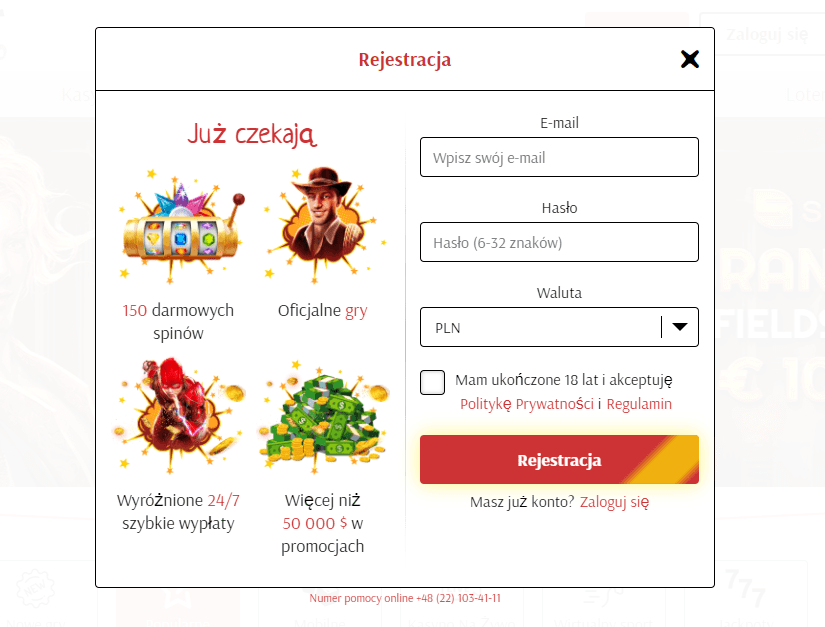 Zaloguj się
Rejestracja
Już czekają
150 darmowych
spinów
Oficjalne gry
Wyróżnione 24/7
szybkie wypłaty
Więcej niż
50 000 $ w
promocjach
E-mail
Wpisz swój e-mail
Hasło
Hasło (6-32 znaków)
Waluta
PLN
Mam ukończone 18 lat i akceptuję
Politykę Prywatności i Regulamin
Rejestracja
Masz już konto? Zaloguj się
Numer pomocy online +48 (22) 103-41-11
777